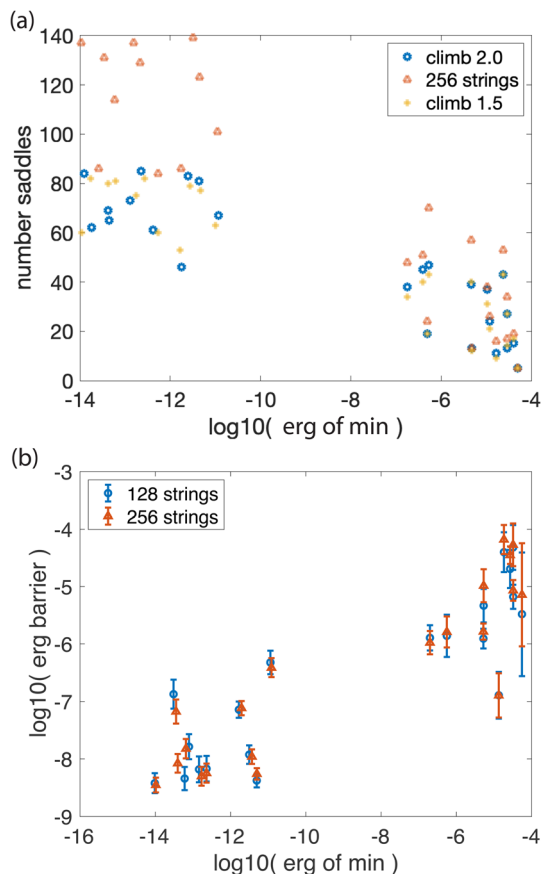 (a)
140
120
100
80
60
40
20
0
number saddles
climb 2.0
256 strings
climb 1.5
-14 -12 -10 -8 -6 -4
log10( erg of min )
(b)
-3
-4
-5
-6
-7
-8
-9
log10( erg barrier )
128 strings
256 strings
-16 -14 -12 -10 -8 -6 -4
log10( erg of min )